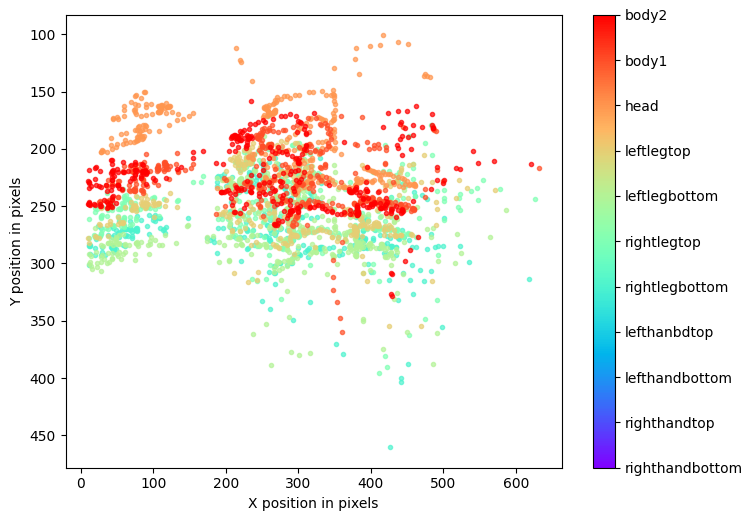 100
150
200
250
300
350
400
450
Y position in pixels
0 100 200 300 400 500 600
X position in pixels
body2
body1
head
leftlegtop
leftlegbottom
rightlegtop
rightlegbottom
lefthanbdtop
lefthandbottom
righthandtop
righthandbottom